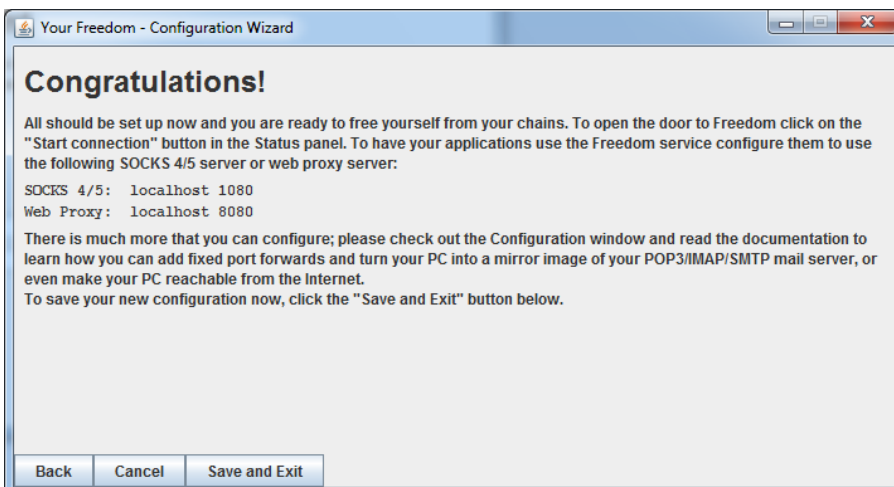 Your Freedom - Configuration Wizard
Congratulations!
All should be set up now and you are ready to free yourself from your chains. To open the door to Freedom click on the
"Start connection" button in the Status panel. To have your applications use the Freedom service configure them to use
the following SOCKS 4/5 server or web proxy server:
SOCKS 4/5:  localhost 1080
Web Proxy:  localhost 8080
There is much more that you can configure; please check out the Configuration window and read the documentation to
learn how you can add fixed port forwards and turn your PC into a mirror image of your POP3/IMAP/SMTP mail server, or
even make your PC reachable from the Internet.
To save your new configuration now, click the "Save and Exit" button below.
Back Cancel Save and Exit